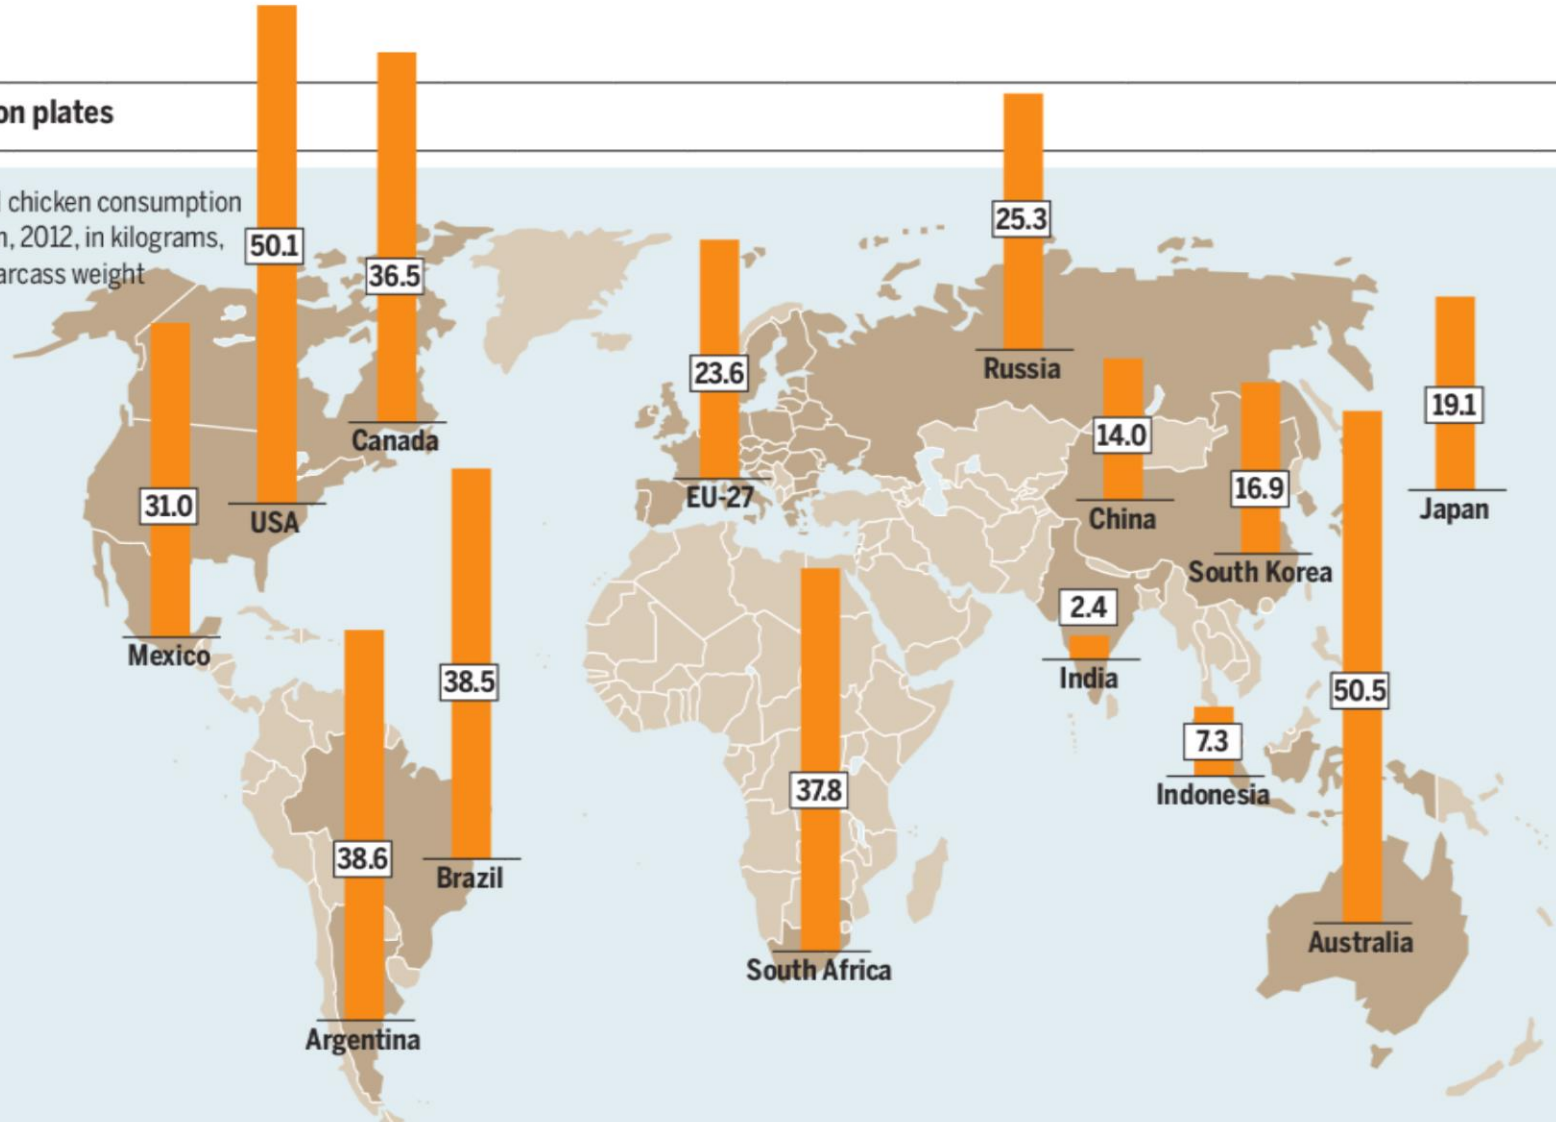 on plates
chicken consumption
2012, in kilograms,
weight
50.1
36.5
25.3
31.0
USA
Canada
23.6
EU-27
Russia
14.0
China
16.9
South Korea
19.1
Japan
Mexico
38.5
Brazil
38.6
Argentina
37.8
South Africa
2.4
India
7.3
Indonesia
50.5
Australia